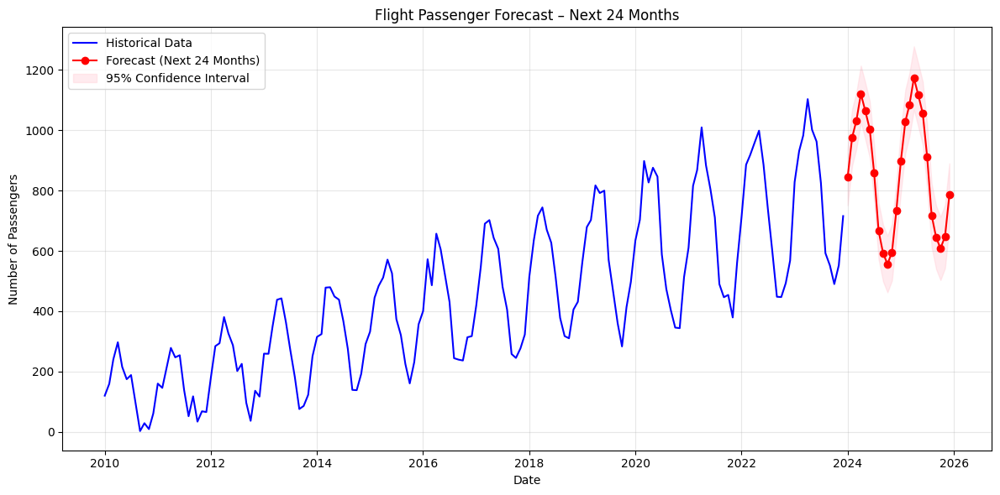 Flight Passenger Forecast – Next 24 Months
Historical Data
Forecast (Next 24 Months)
95% Confidence Interval
Number of Passengers
1200
1000
800
600
400
200
0
2010
2012
2014
2016
2018
2020
2022
2024
2026
Date